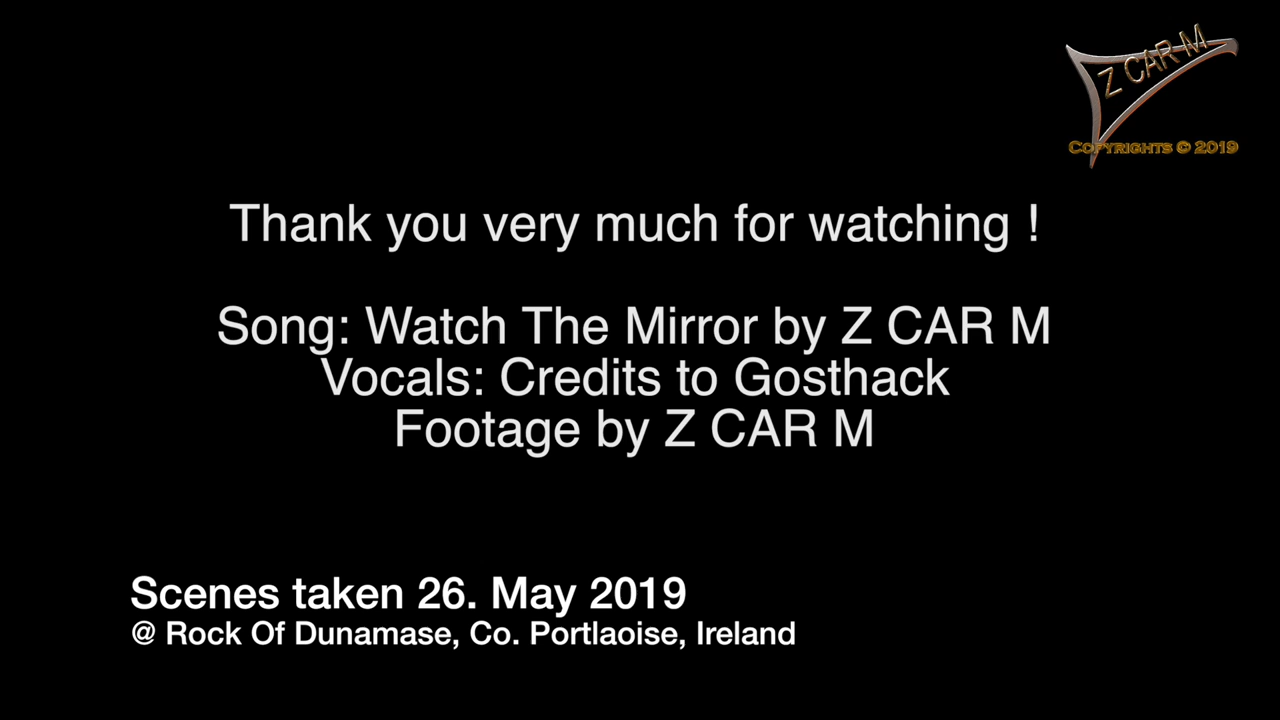 Z CAR M
Copyrights © 2019
Thank you very much for watching !
Song: Watch The Mirror by Z CAR M
Vocals: Credits to Gosthack
Footage by Z CAR M
Scenes taken 26. May 2019
@ Rock Of Dunamase, Co. Portlaoise, Ireland